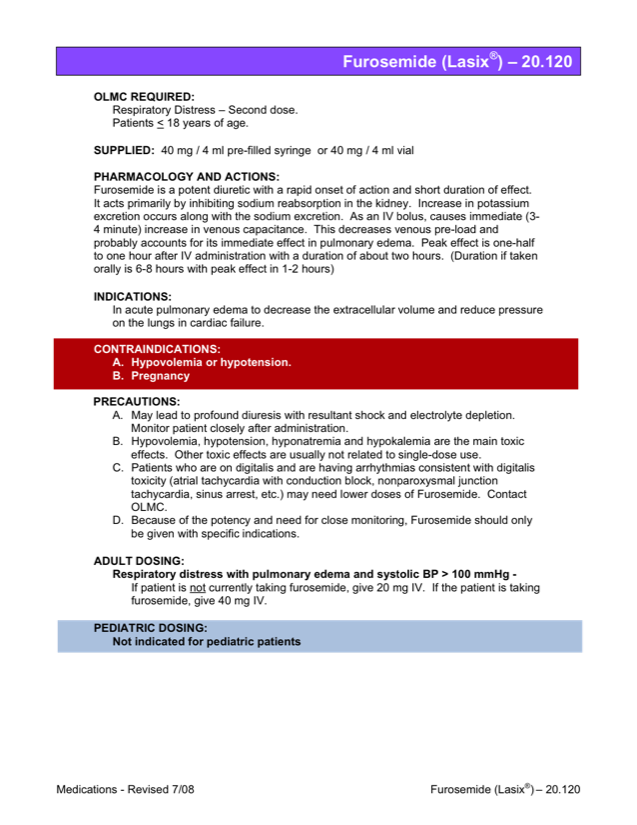 Furosemide (Lasix®) – 20.120
OLMC REQUIRED:
Respiratory Distress – Second dose.
Patients ≤ 18 years of age.
SUPPLIED: 40 mg / 4 ml pre-filled syringe or 40 mg / 4 ml vial
PHARMACOLOGY AND ACTIONS:
Furosemide is a potent diuretic with a rapid onset of action and short duration of effect.
It acts primarily by inhibiting sodium reabsorption in the kidney. Increase in potassium
excretion occurs along with the sodium excretion. As an IV bolus, causes immediate (3-
4 minute) increase in venous capacitance. This decreases venous pre-load and
probably accounts for its immediate effect in pulmonary edema. Peak effect is one-half
to one hour after IV administration with a duration of about two hours. (Duration if taken
orally is 6-8 hours with peak effect in 1-2 hours)
INDICATIONS:
In acute pulmonary edema to decrease the extracellular volume and reduce pressure
on the lungs in cardiac failure.
CONTRAINDICATIONS:
A. Hypovolemia or hypotension.
B. Pregnancy
PRECAUTIONS:
A. May lead to profound diuresis with resultant shock and electrolyte depletion.
Monitor patient closely after administration.
B. Hypovolemia, hypotension, hyponatremia and hypokalemia are the main toxic
effects. Other toxic effects are usually not related to single-dose use.
C. Patients who are on digitalis and are having arrhythmias consistent with digitalis
toxicity (atrial tachycardia with conduction block, nonparoxysmal junction
tachycardia, sinus arrest, etc.) may need lower doses of Furosemide. Contact
OLMC.
D. Because of the potency and need for close monitoring, Furosemide should only
be given with specific indications.
ADULT DOSING:
Respiratory distress with pulmonary edema and systolic BP > 100 mmHg -
If patient is not currently taking furosemide, give 20 mg IV. If the patient is taking
furosemide, give 40 mg IV.
PEDIATRIC DOSING:
Not indicated for pediatric patients
Medications - Revised 7/08
Furosemide (Lasix®) – 20.120